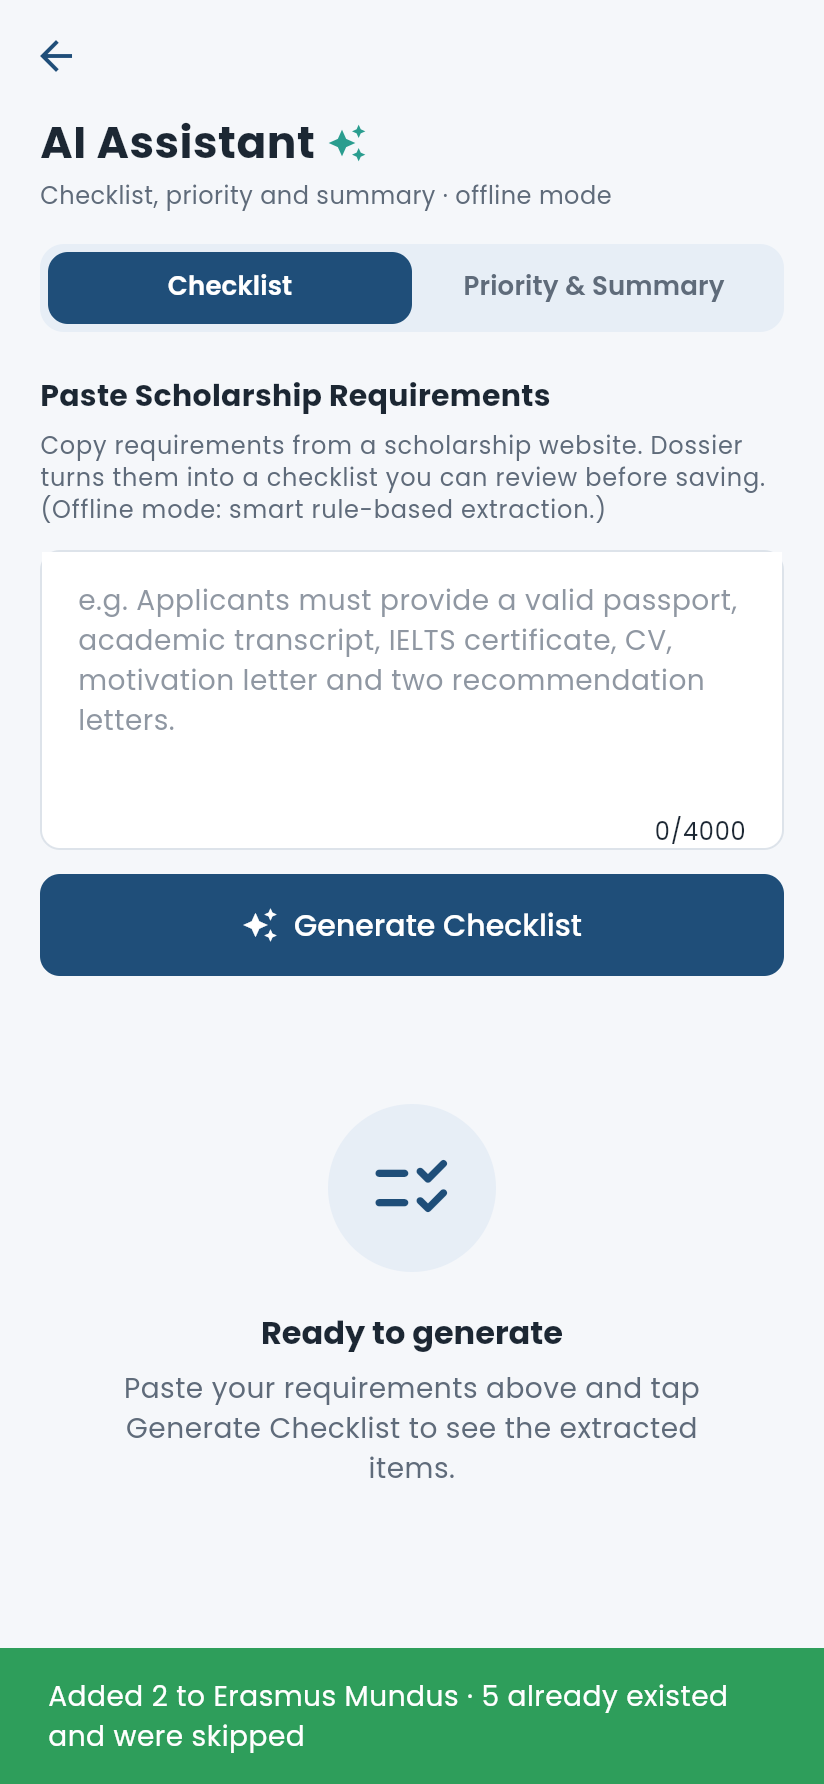 AI Assistant
Checklist, priority and summary · offline mode
Checklist
Priority & Summary
Paste Scholarship Requirements
Copy requirements from a scholarship website. Dossier
turns them into a checklist you can review before saving.
(Offline mode: smart rule-based extraction.)
e.g. Applicants must provide a valid passport,
academic transcript, IELTS certificate, CV,
motivation letter and two recommendation
letters.
0/4000
Generate Checklist
Ready to generate
Paste your requirements above and tap
Generate Checklist to see the extracted
items.
Added 2 to Erasmus Mundus · 5 already existed
and were skipped